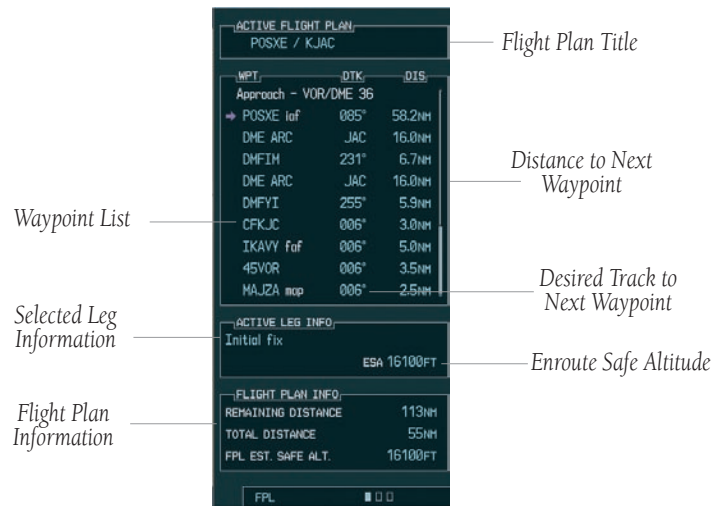 ACTIVE FLIGHT PLAN
POSXE / KJAC
Flight Plan Title
WPT DTK DIS
Approach – VOR/DME 36
POSXE iaf 085° 58.2NM
DME ARC JAC 16.0NM
DMFIM 231° 6.7NM
DME ARC JAC 16.0NM
DMFYI 255° 5.9NM
CFKJC 006° 3.0NM
IKAVY faf 006° 5.0NM
45VOR 006° 3.5NM
MAJZA map 006° 2.5NM
Distance to Next
Waypoint
Waypoint List
Desired Track to
Next Waypoint
Selected Leg
Information
ACTIVE LEG INFO
Initial fix
ESA 16100FT
Enroute Safe Altitude
Flight Plan
Information
FLIGHT PLAN INFO
REMAINING DISTANCE 113NM
TOTAL DISTANCE 55NM
FPL EST. SAFE ALT. 16100FT
FPL